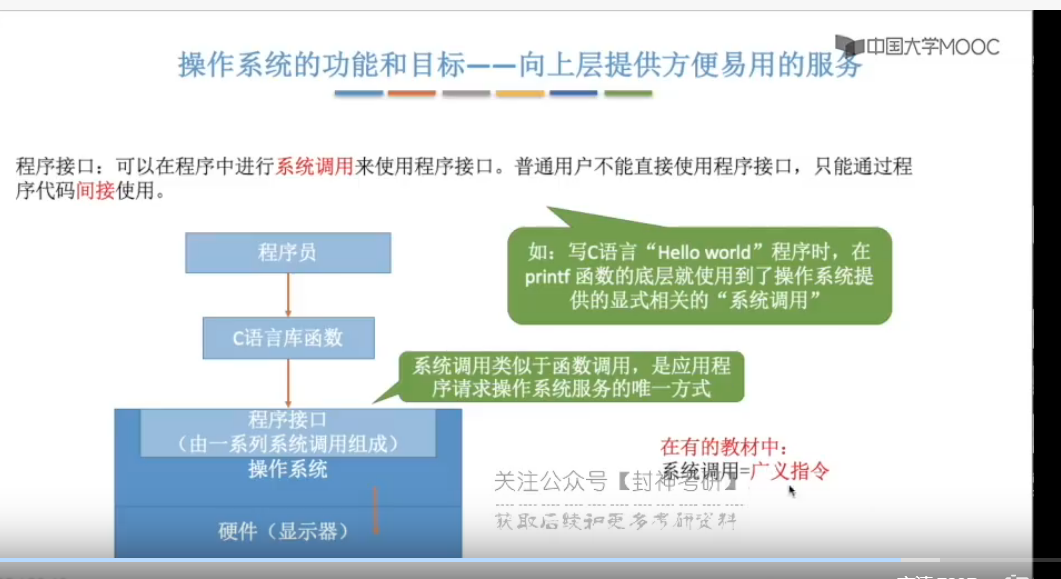 中国大学MOOC
操作系统的功能和目标——向上层提供方便易用的服务
程序接口：可以在程序中进行系统调用来使用程序接口。普通用户不能直接使用程序接口，只能通过程
序代码间接使用。
程序员
如：写C语言“Hello world”程序时，在
printf 函数的底层就使用到了操作系统提
供的显式相关的“系统调用”
C语言库函数
系统调用类似于函数调用，是应用程
序请求操作系统服务的唯一方式
程序接口
（由一系列系统调用组成）
操作系统
在有的教材中：
系统调用=广义指令
关注公众号【封神考研】
获取后续和更多考研资料
硬件（显示器）